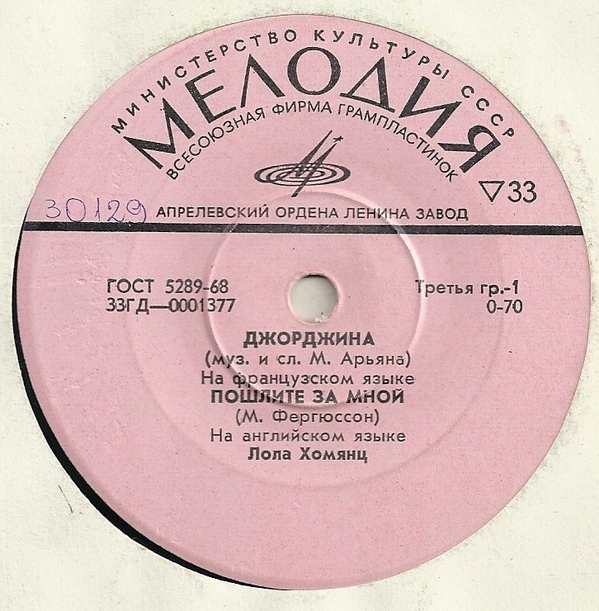 МИНИСТЕРСТВО КУЛЬТУРЫ СССР
МЕЛОДИЯ
ВСЕСОЮЗНАЯ ФИРМА ГРАМПЛАСТИНОК
▽33
30129
АПРЕЛЕВСКИЙ ОРДЕНА ЛЕНИНА ЗАВОД
ГОСТ 5289-68
Третья гр.-1
33ГД—0001377
0-70
ДЖОРДЖИНА
(муз. и сл. М. Арьяна)
На французском языке
ПОШЛИТЕ ЗА МНОЙ
(М. Фергюссон)
На английском языке
Лола Хомянц